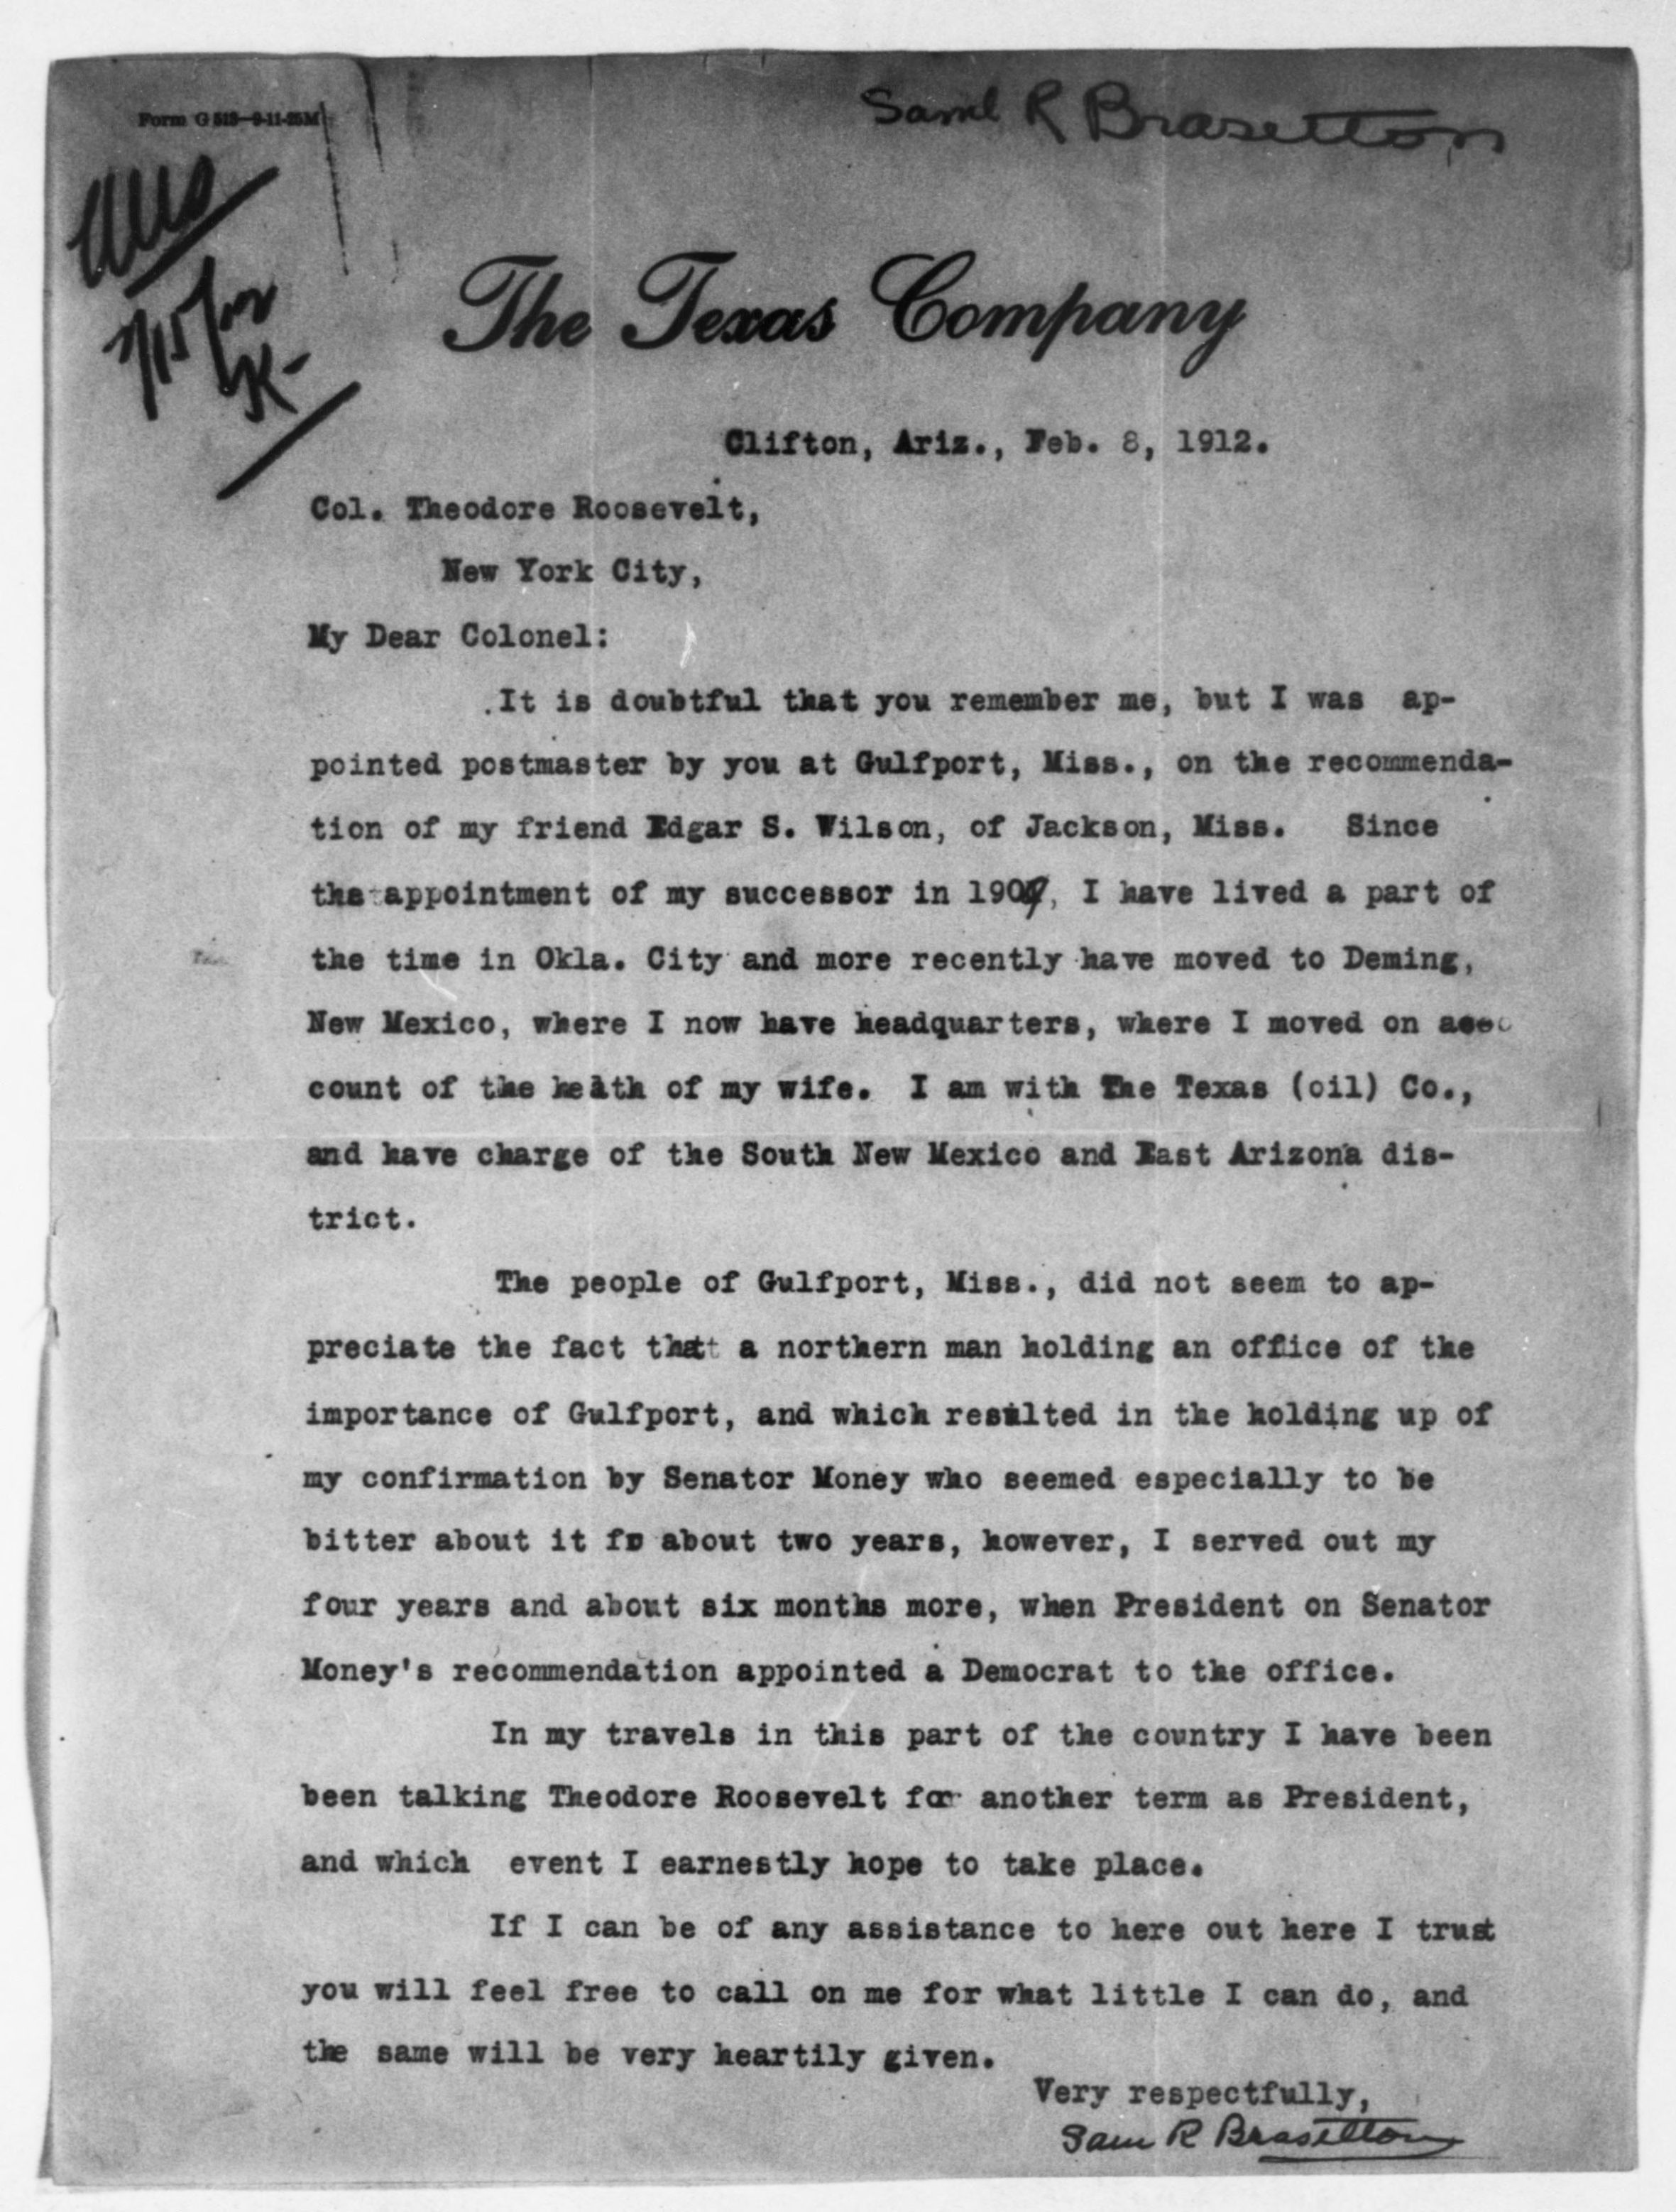 Form G 513—9-11-25M
Saml R Brasetton
Ans
2/15/12
K-
The Texas Company
Clifton, Ariz., Feb. 8, 1912.
Col. Theodore Roosevelt,
New York City,
My Dear Colonel:
It is doubtful that you remember me, but I was ap-
pointed postmaster by you at Gulfport, Miss., on the recommenda-
tion of my friend Edgar S. Wilson, of Jackson, Miss. Since
the appointment of my successor in 1909, I have lived a part of
the time in Okla. City and more recently have moved to Deming,
New Mexico, where I now have headquarters, where I moved on acc
count of the heath of my wife. I am with The Texas (oil) Co.,
and have charge of the South New Mexico and East Arizona dis-
trict.
The people of Gulfport, Miss., did not seem to ap-
preciate the fact that a northern man holding an office of the
importance of Gulfport, and which resulted in the holding up of
my confirmation by Senator Money who seemed especially to be
bitter about it fo about two years, however, I served out my
four years and about six months more, when President on Senator
Money's recommendation appointed a Democrat to the office.
In my travels in this part of the country I have been
been talking Theodore Roosevelt for another term as President,
and which event I earnestly hope to take place.
If I can be of any assistance to here out here I trust
you will feel free to call on me for what little I can do, and
the same will be very heartily given.
Very respectfully,
Sam R Brasetton